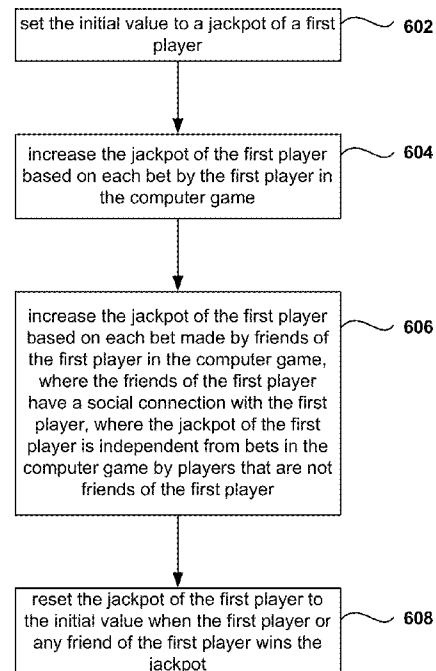 set the initial value to a jackpot of a first
player
602
increase the jackpot of the first player
based on each bet by the first player in
the computer game
604
increase the jackpot of the first player
based on each bet made by friends of
the first player in the computer game,
where the friends of the first player
have a social connection with the first
player, where the jackpot of the first
player is independent from bets in the
computer game by players that are not
friends of the first player
606
reset the jackpot of the first player to
the initial value when the first player or
any friend of the first player wins the
jackpot
608